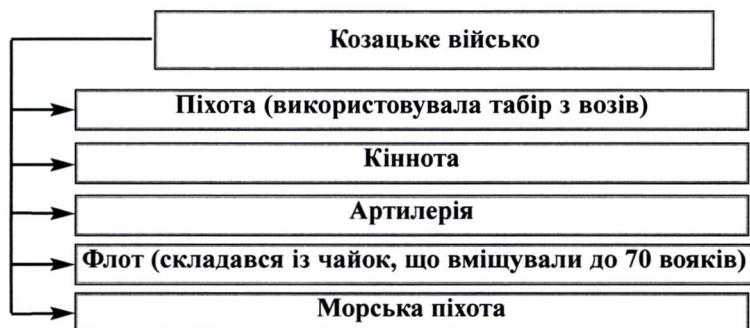 Козацьке військо
Піхота (використовувала табір з возів)
Кіннота
Артилерія
Флот (складався із чайок, що вміщували до 70 вояків)
Морська піхота